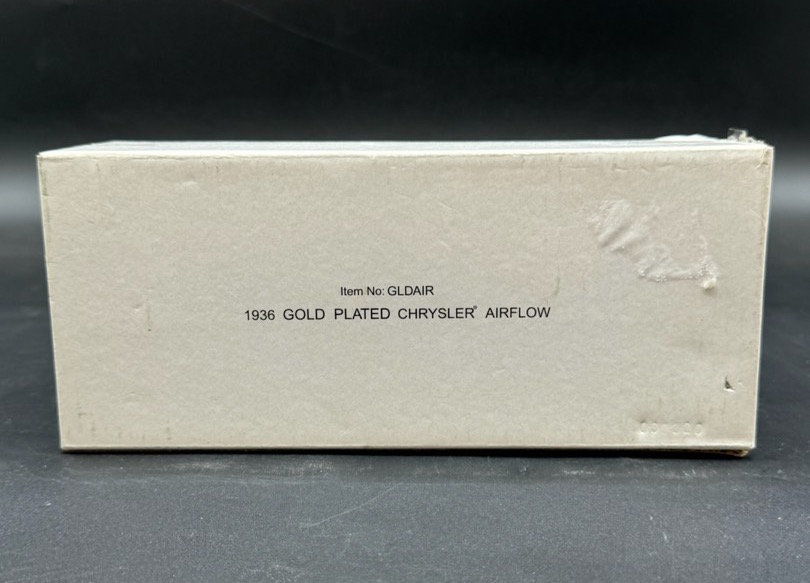 Item No: GLDAIR
1936 GOLD PLATED CHRYSLER® AIRFLOW